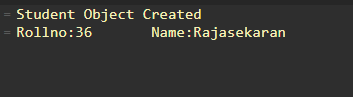 = Student Object Created
= Rollno:36       Name:Rajasekaran